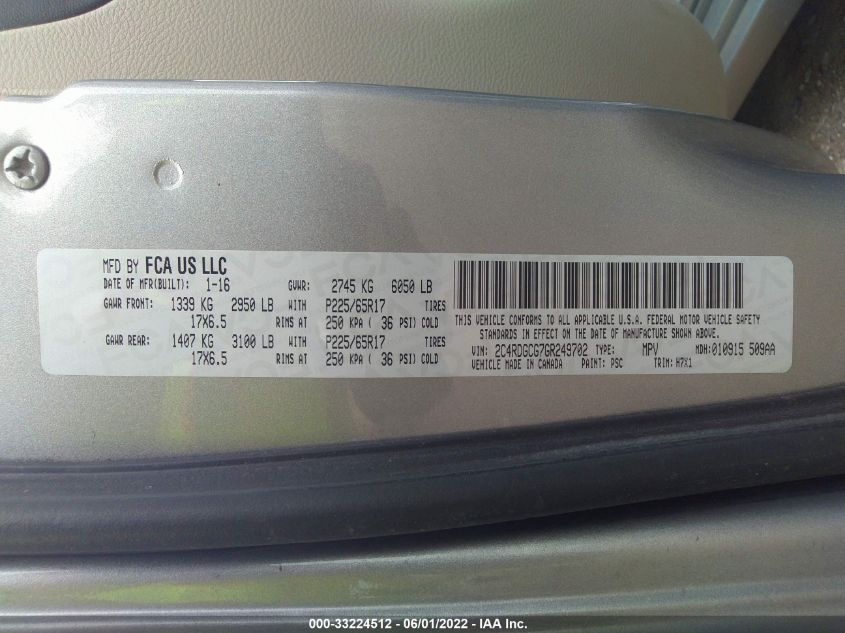 MFD BY FCA US LLC
DATE OF MFR(BUILT): 1-16 GVWR: 2745 KG 6050 LB
GAWR FRONT: 1339 KG 2950 LB WITH P225/65R17 TIRES
17X6.5 RIMS AT 250 KPA ( 36 PSI) COLD
GAWR REAR: 1407 KG 3100 LB WITH P225/65R17 TIRES
17X6.5 RIMS AT 250 KPA ( 36 PSI) COLD
THIS VEHICLE CONFORMS TO ALL APPLICABLE U.S.A. FEDERAL MOTOR VEHICLE SAFETY
STANDARDS IN EFFECT ON THE DATE OF MANUFACTURE SHOWN ABOVE.
VIN: 2C4RDGCG7GR249702 TYPE: MPV MDH: 010915 509AA
VEHICLE MADE IN CANADA PAINT: PSC TRIM: H7X1
000-33224512 - 06/01/2022 - IAA Inc.